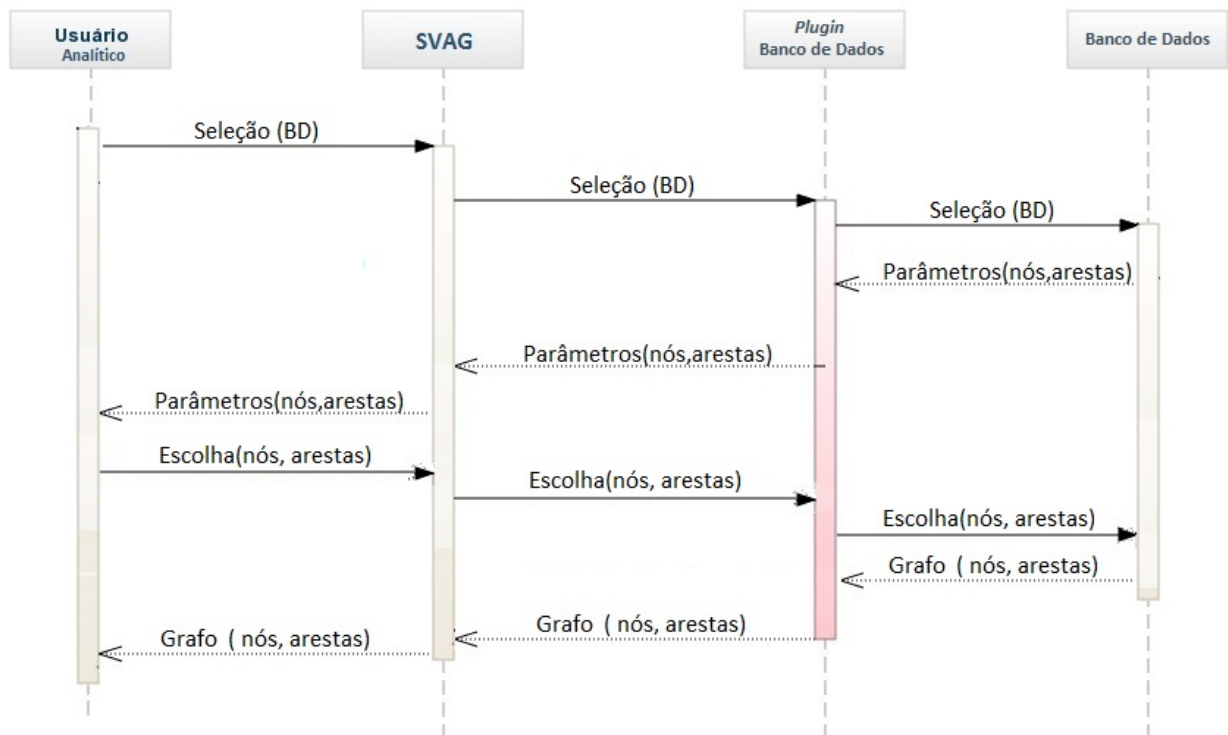 Usuário
Analítico
SVAG
Plugin
Banco de Dados
Banco de Dados
Seleção (BD)
Seleção (BD)
Seleção (BD)
Parâmetros(nós,arestas)
Parâmetros(nós,arestas)
Parâmetros(nós,arestas)
Escolha(nós, arestas)
Escolha(nós, arestas)
Escolha(nós, arestas)
Grafo ( nós, arestas)
Grafo ( nós, arestas)
Grafo ( nós, arestas)